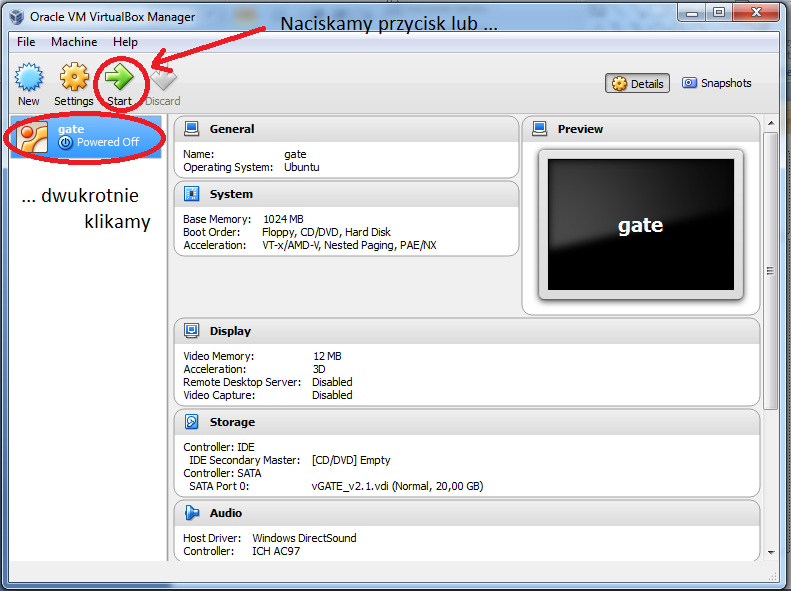 Oracle VM VirtualBox Manager
Naciskamy przycisk lub ...
File Machine Help
New Settings Start Discard
Details Snapshots
gate
Powered Off
... dwukrotnie
klikamy
General
Name: gate
Operating System: Ubuntu
System
Base Memory: 1024 MB
Boot Order: Floppy, CD/DVD, Hard Disk
Acceleration: VT-x/AMD-V, Nested Paging, PAE/NX
Preview
gate
Display
Video Memory: 12 MB
Acceleration: 3D
Remote Desktop Server: Disabled
Video Capture: Disabled
Storage
Controller: IDE
IDE Secondary Master: [CD/DVD] Empty
Controller: SATA
SATA Port 0: vGATE_v2.1.vdi (Normal, 20,00 GB)
Audio
Host Driver: Windows DirectSound
Controller: ICH AC97